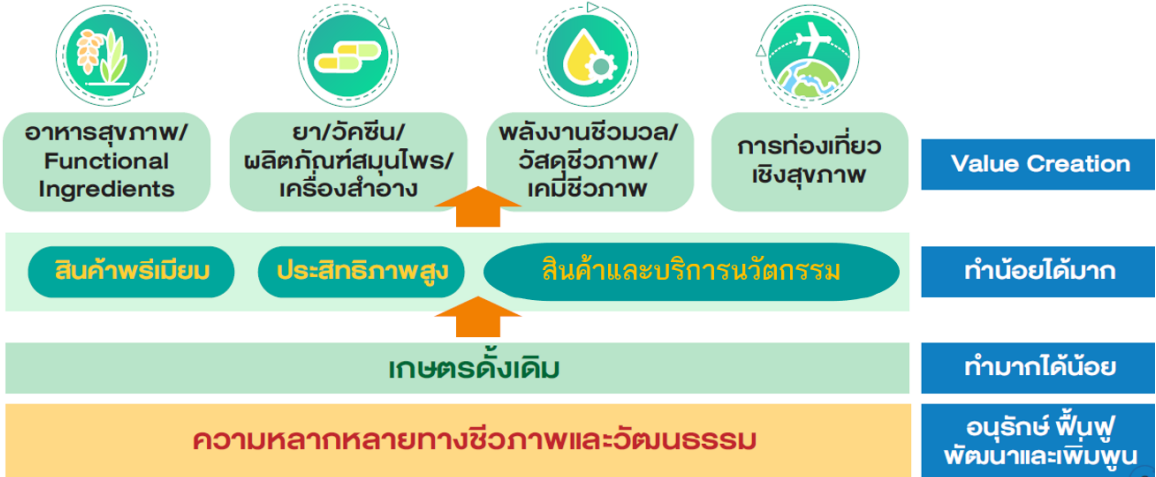 อาหารสุขภาพ/
Functional
Ingredients
ยา/วัคซีน/
ผลิตภัณฑ์สมุนไพร/
เครื่องสำอาง
พลังงานชีวมวล/
วัสดุชีวภาพ/
เคมีชีวภาพ
การท่องเที่ยว
เชิงสุขภาพ
Value Creation
สินค้าพรีเมียม
ประสิทธิภาพสูง
สินค้าและบริการนวัตกรรม
ทำน้อยได้มาก
เกษตรดั้งเดิม
ทำมากได้น้อย
ความหลากหลายทางชีวภาพและวัฒนธรรม
อนุรักษ์ ฟื้นฟู
พัฒนาและเพิ่มพูน